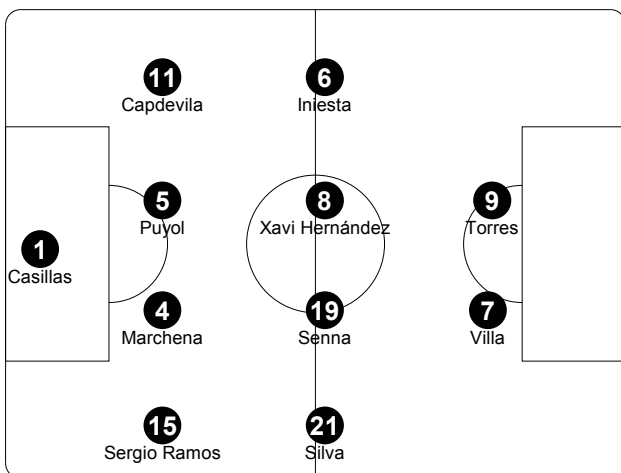 11
Capdevila
6
Iniesta
5
Puyol
8
Xavi Hernández
9
Torres
1
Casillas
4
Marchena
19
Senna
7
Villa
15
Sergio Ramos
21
Silva